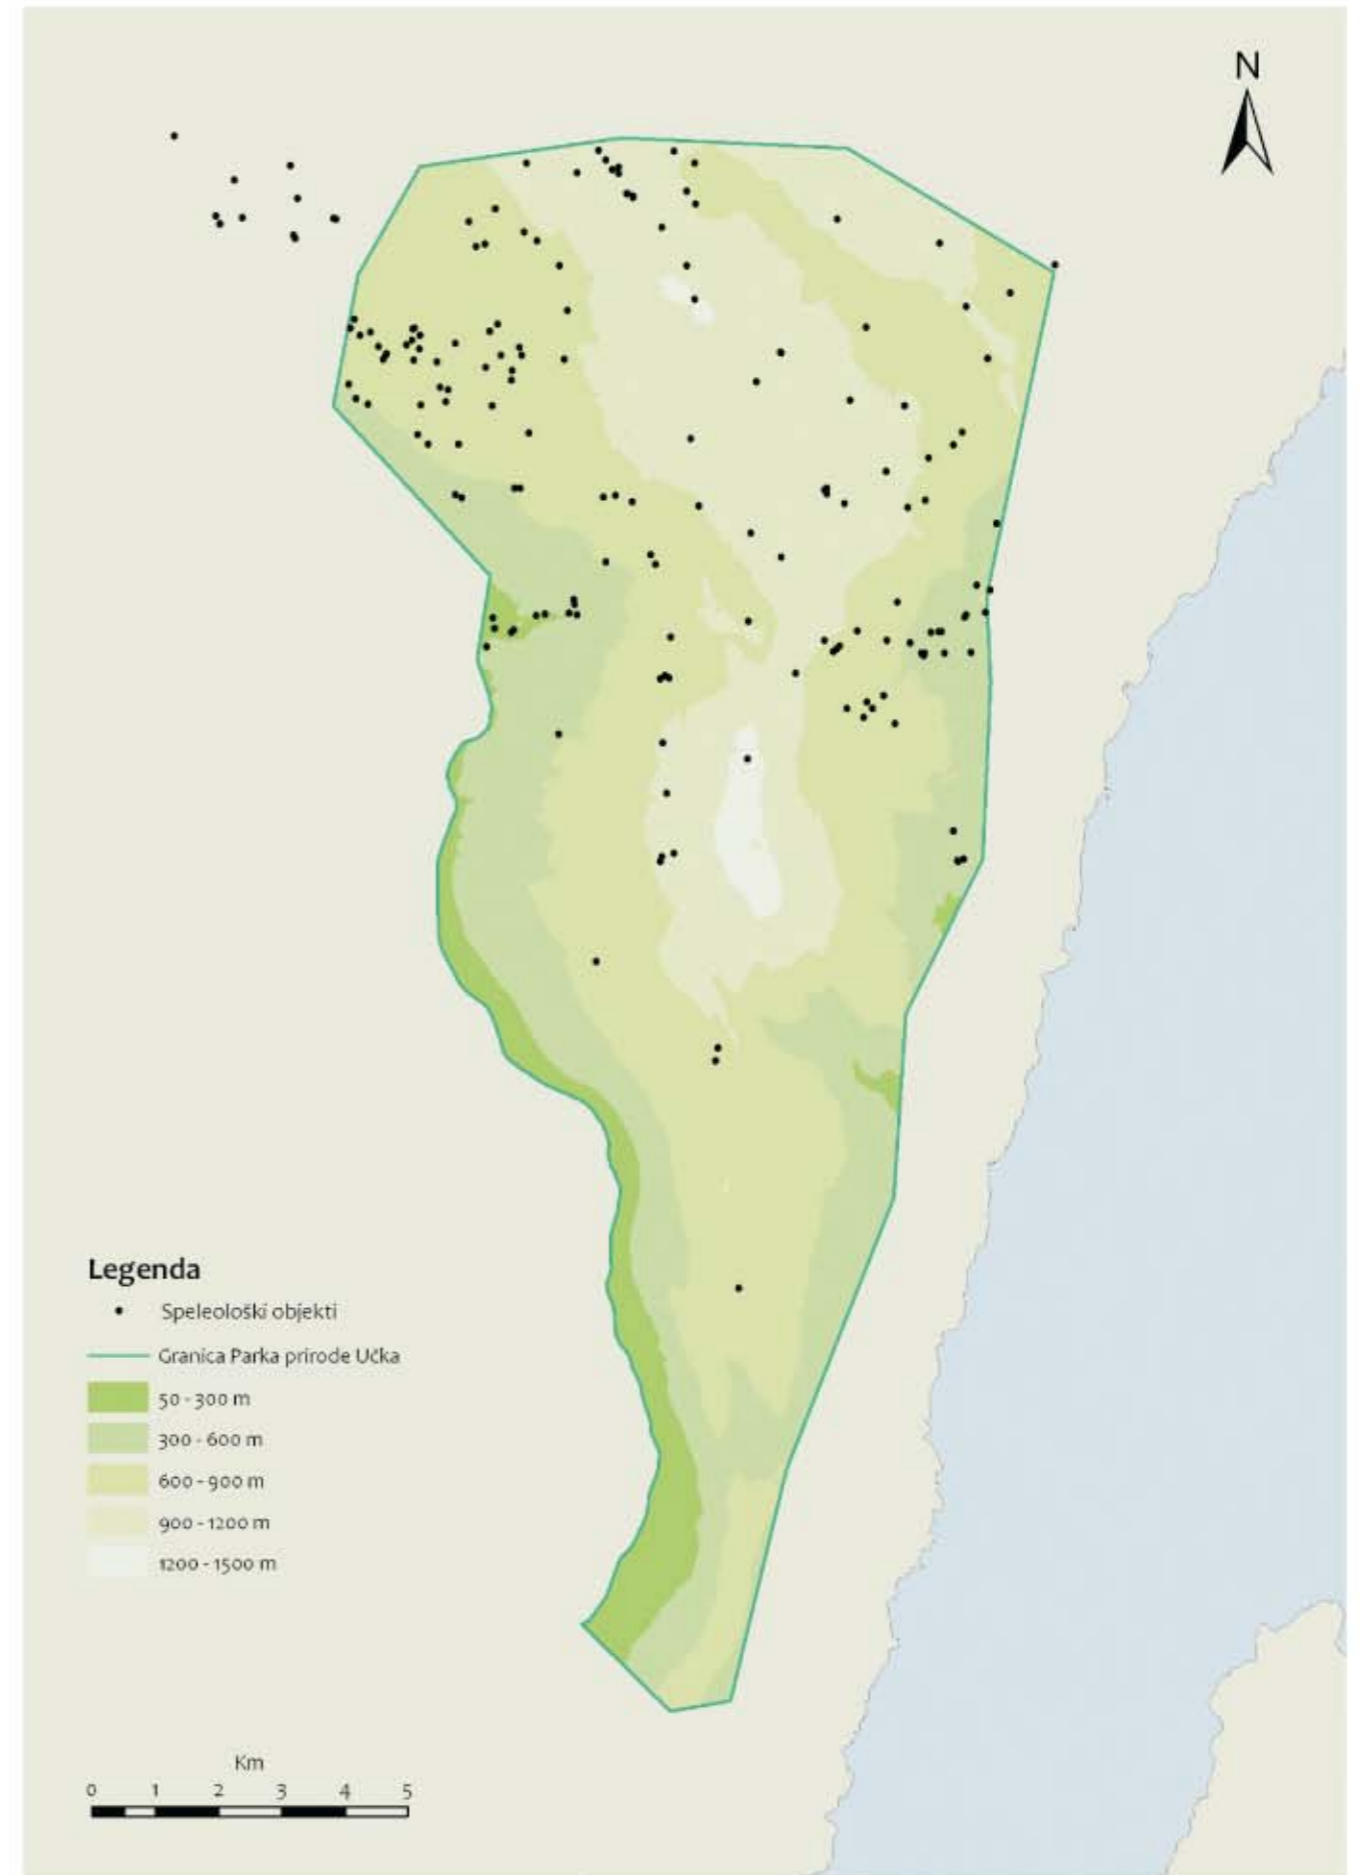 N
Legenda
Speleološki objekti
Granica Parka prirode Učka
50 - 300 m
300 - 600 m
600 - 900 m
900 - 1200 m
1200 - 1500 m
Km
0 1 2 3 4 5